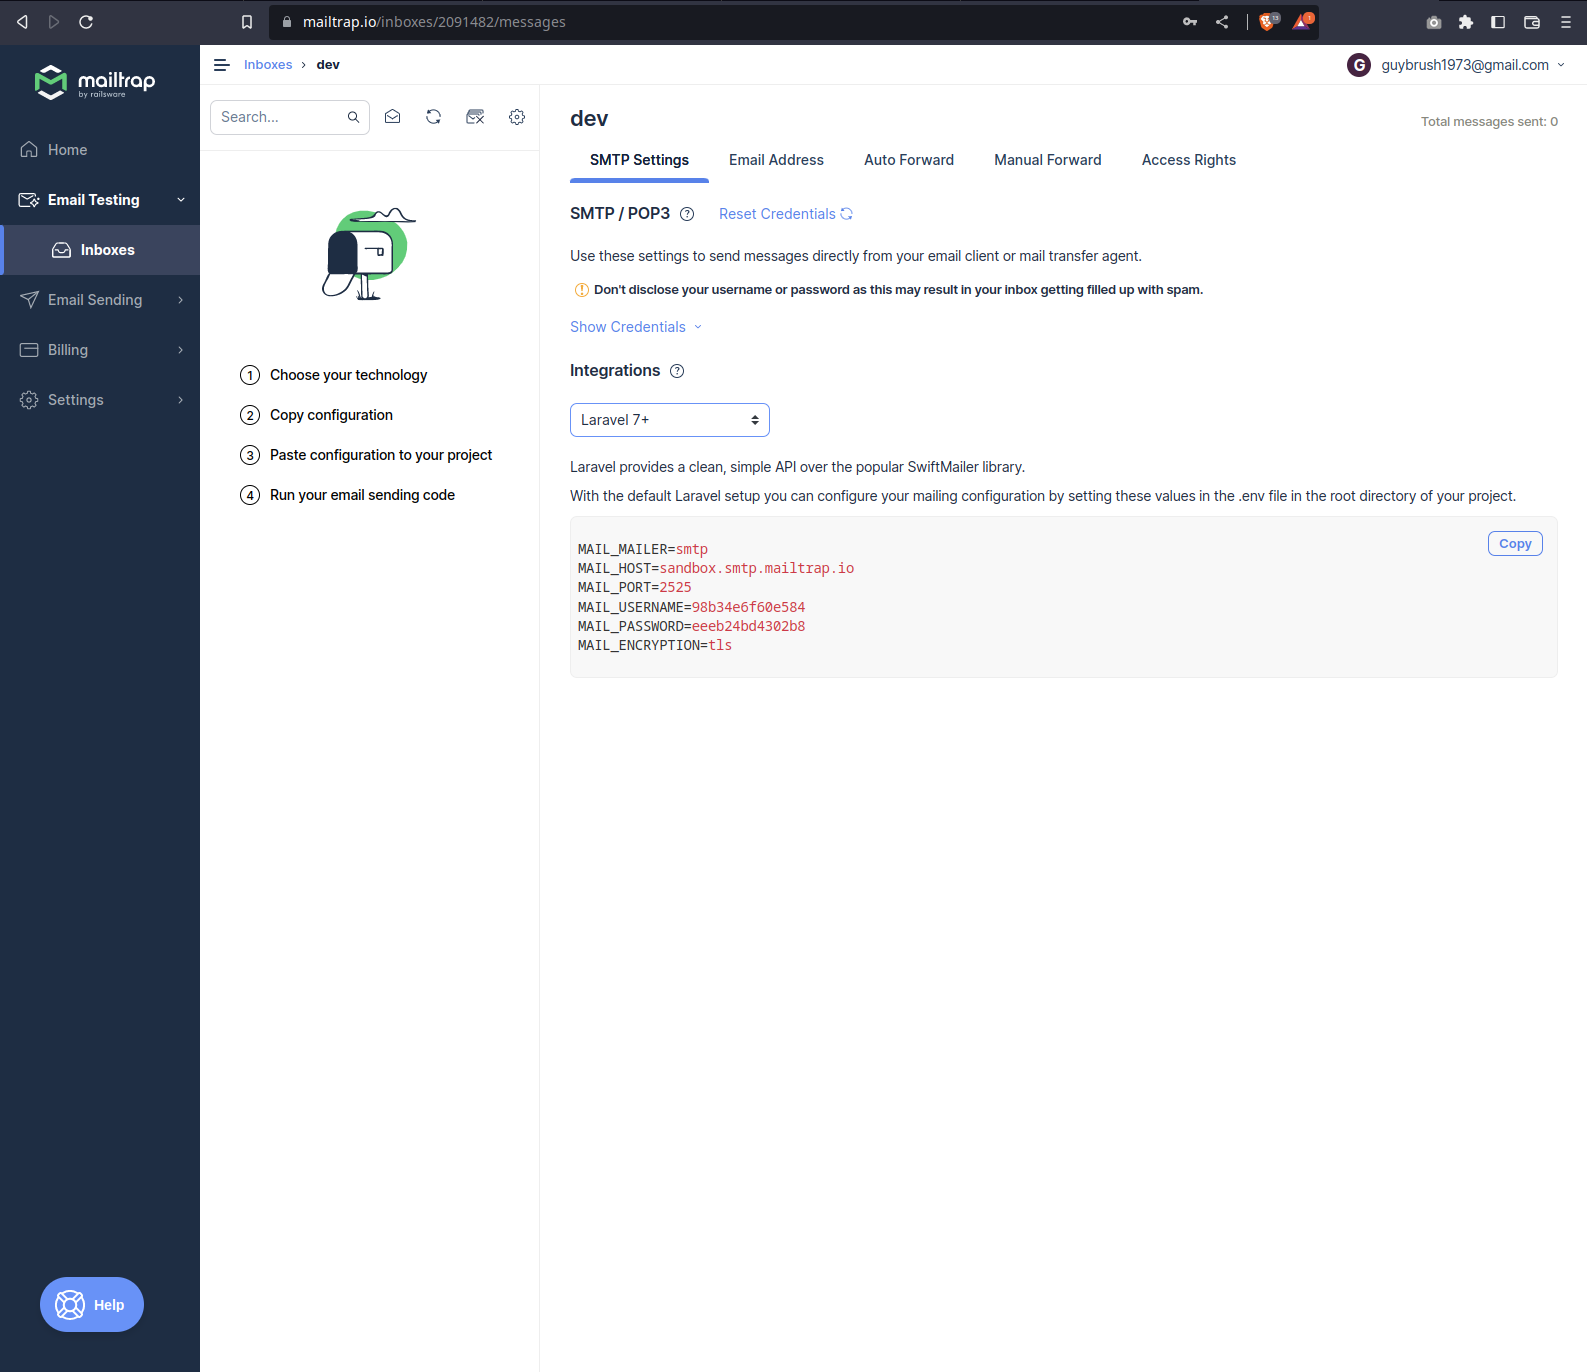 mailtrap.io/inboxes/2091482/messages
13
1
mailtrap
by railsware
Home
Email Testing
Inboxes
Email Sending
Billing
Settings
Help
Inboxes › dev
G guybrush1973@gmail.com
Search...
1 Choose your technology
2 Copy configuration
3 Paste configuration to your project
4 Run your email sending code
dev
Total messages sent: 0
SMTP Settings Email Address Auto Forward Manual Forward Access Rights
SMTP / POP3 ? Reset Credentials
Use these settings to send messages directly from your email client or mail transfer agent.
Don't disclose your username or password as this may result in your inbox getting filled up with spam.
Show Credentials
Integrations ?
Laravel 7+
Laravel provides a clean, simple API over the popular SwiftMailer library.
With the default Laravel setup you can configure your mailing configuration by setting these values in the .env file in the root directory of your project.
Copy
MAIL_MAILER=smtp
MAIL_HOST=sandbox.smtp.mailtrap.io
MAIL_PORT=2525
MAIL_USERNAME=98b34e6f60e584
MAIL_PASSWORD=eeeb24bd4302b8
MAIL_ENCRYPTION=tls